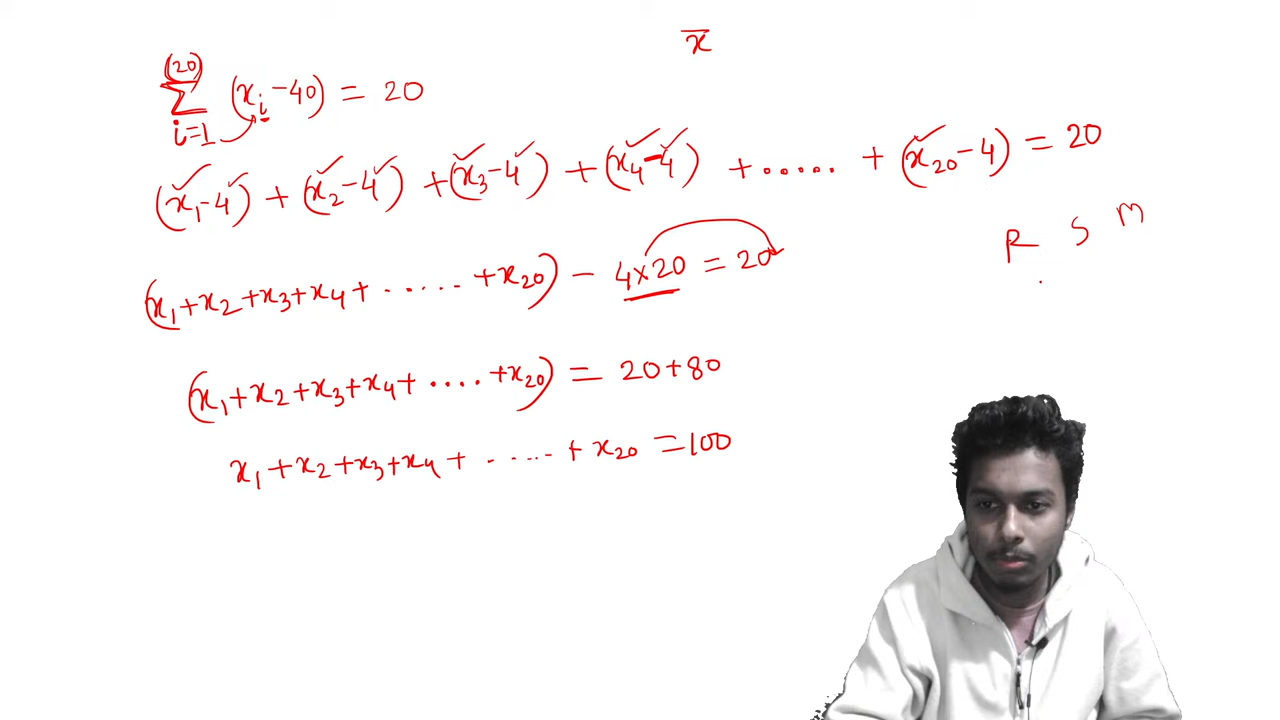 x̄
(20)
∑ (xᵢ - 40) = 20
i=1
(x₁-4) + (x₂-4) + (x₃-4) + (x₄-4) + ...... + (x₂₀-4) = 20
R S M
(x₁+x₂+x₃+x₄+ ...... +x₂₀) - 4×20 = 20
(x₁+x₂+x₃+x₄+ .... +x₂₀) = 20+80
x₁+x₂+x₃+x₄+ ...... + x₂₀ =100